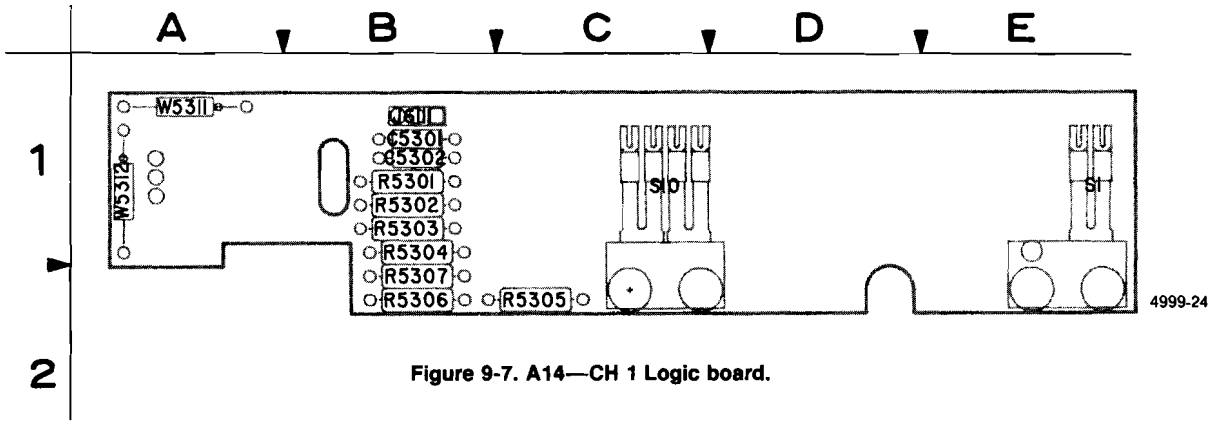 A B C D E
W5311
C5301
1
C5302
W5312
R5301
S10
S1
R5302
R5303
R5304
R5307
R5306
R5305
4999-24
2
Figure 9-7. A14—CH 1 Logic board.